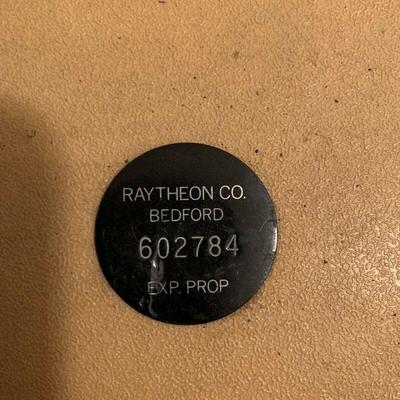 RAYTHEON CO.
BEDFORD
602784
EXP. PROP